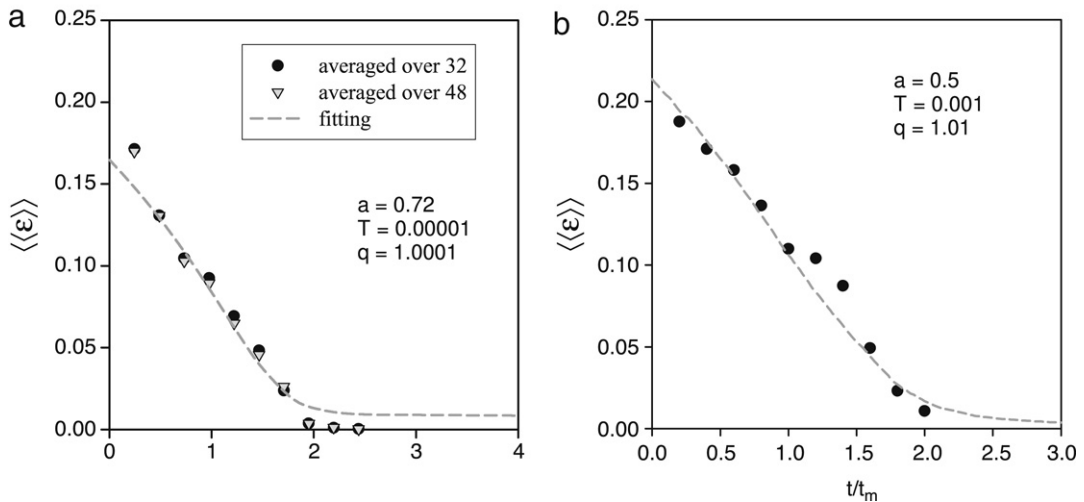 a
0.25
0.20
0.15
0.10
0.05
0.00
⟨⟨ε⟩⟩
averaged over 32
averaged over 48
fitting
a = 0.72
T = 0.00001
q = 1.0001
0 1 2 3 4
b
0.25
0.20
0.15
0.10
0.05
0.00
⟨⟨ε⟩⟩
a = 0.5
T = 0.001
q = 1.01
0.0 0.5 1.0 1.5 2.0 2.5 3.0
t/tm